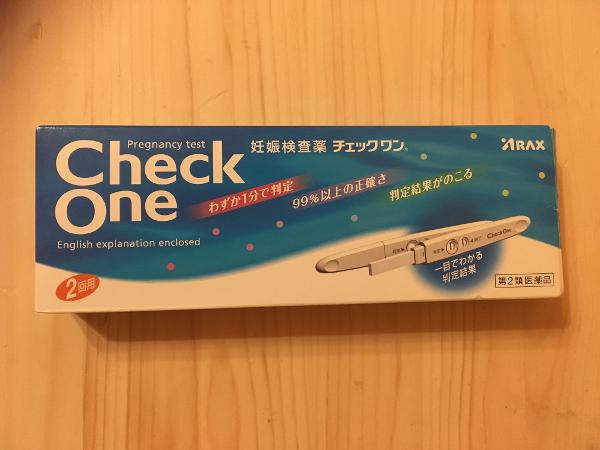 Pregnancy test
Check
One
English explanation enclosed
2回用
妊娠検査薬 チェックワン®
ARAX
わずか1分で判定
99%以上の正確さ
判定結果がのこる
Check One
一目でわかる
判定結果
第2類医薬品